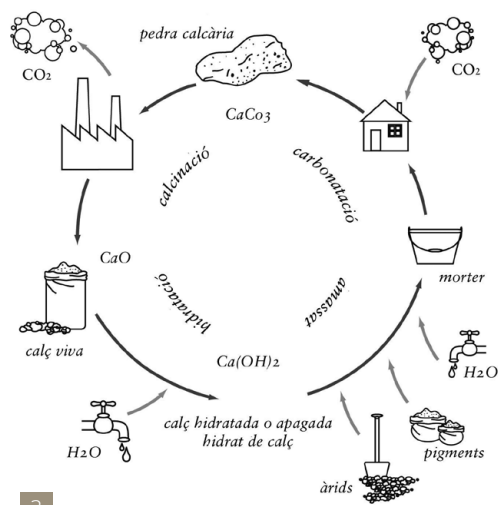 pedra calcària
CO2
CO2
CaCo3
calcinació
carbonatació
CaO
morter
hidratació
amassat
calç viva
Ca(OH)2
H2O
calç hidratada o apagada
hidrat de calç
H2O
pigments
àrids